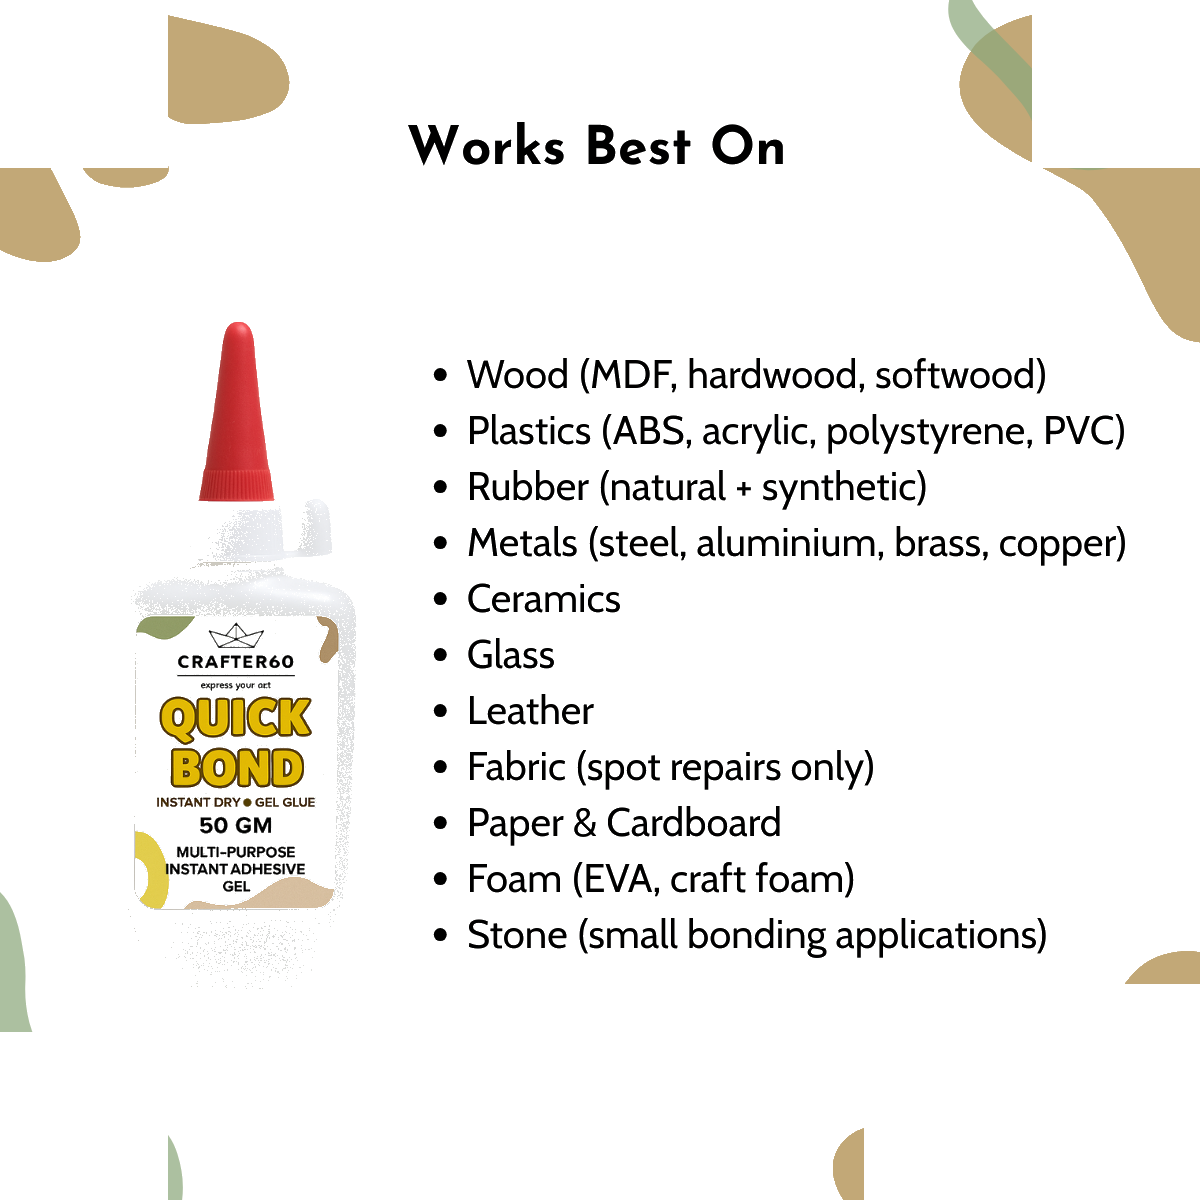 Works Best On
• Wood (MDF, hardwood, softwood)
• Plastics (ABS, acrylic, polystyrene, PVC)
• Rubber (natural + synthetic)
• Metals (steel, aluminium, brass, copper)
• Ceramics
• Glass
• Leather
• Fabric (spot repairs only)
• Paper & Cardboard
• Foam (EVA, craft foam)
• Stone (small bonding applications)
CRAFTER60
express your art
QUICK
BOND
INSTANT DRY ● GEL GLUE
50 GM
MULTI-PURPOSE
INSTANT ADHESIVE
GEL